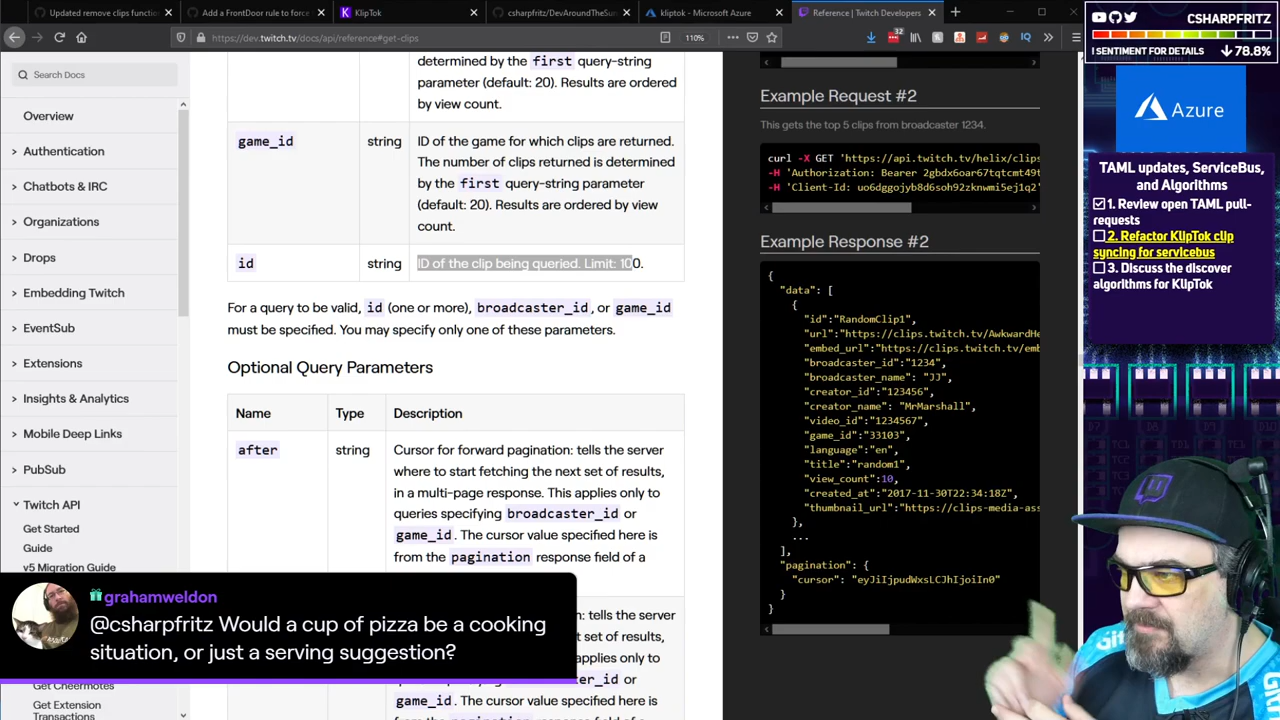 Updated remove clips functio
Add a FrontDoor rule to force
KlipTok
csharpfritz/DevAroundTheSun
kliptok - Microsoft Azure
Reference | Twitch Developers
https://dev.twitch.tv/docs/api/reference#get-clips
110%
32
IQ
Search Docs
Overview
Authentication
Chatbots & IRC
Organizations
Drops
Embedding Twitch
EventSub
Extensions
Insights & Analytics
Mobile Deep Links
PubSub
Twitch API
Get Started
Guide
v5 Migration Guide
Get Cheermotes
Get Extension
Transactions
determined by the first query-string
parameter (default: 20). Results are ordered
by view count.
game_id
string
ID of the game for which clips are returned.
The number of clips returned is determined
by the first query-string parameter
(default: 20). Results are ordered by view
count.
id
string
ID of the clip being queried. Limit: 100.
For a query to be valid, id (one or more), broadcaster_id, or game_id
must be specified. You may specify only one of these parameters.
Optional Query Parameters
Name Type Description
after
string
Cursor for forward pagination: tells the server
where to start fetching the next set of results,
in a multi-page response. This applies only to
queries specifying broadcaster_id or
game_id. The cursor value specified here is
from the pagination response field of a
: tells the server
t set of results,
applies only to
er_id or
game_id. The cursor value specified here is
from the pagination response field of a
Example Request #2
This gets the top 5 clips from broadcaster 1234.
curl -X GET 'https://api.twitch.tv/helix/clips
-H 'Authorization: Bearer 2gbdx6oar67tqtcmt49t
-H 'Client-Id: uo6dggojyb8d6soh92zknwmi5ej1q2'
Example Response #2
{
"data": [
{
"id":"RandomClip1",
"url":"https://clips.twitch.tv/AwkwardHe
"embed_url":"https://clips.twitch.tv/emb
"broadcaster_id":"1234",
"broadcaster_name": "JJ",
"creator_id":"123456",
"creator_name": "MrMarshall",
"video_id":"1234567",
"game_id":"33103",
"language":"en",
"title":"random1",
"view_count":10,
"created_at":"2017-11-30T22:34:18Z",
"thumbnail_url":"https://clips-media-ass
},
...
],
"pagination": {
"cursor": "eyJiIjpudWxsLCJhIjoiIn0"
}
}
CSHARPFRITZ
! SENTIMENT FOR DETAILS 78.8%
Azure
TAML updates, ServiceBus,
and Algorithms
1. Review open TAML pull-
requests
2. Refactor KlipTok clip
syncing for servicebus
3. Discuss the discover
algorithms for KlipTok
grahamweldon
@csharpfritz Would a cup of pizza be a cooking
situation, or just a serving suggestion?